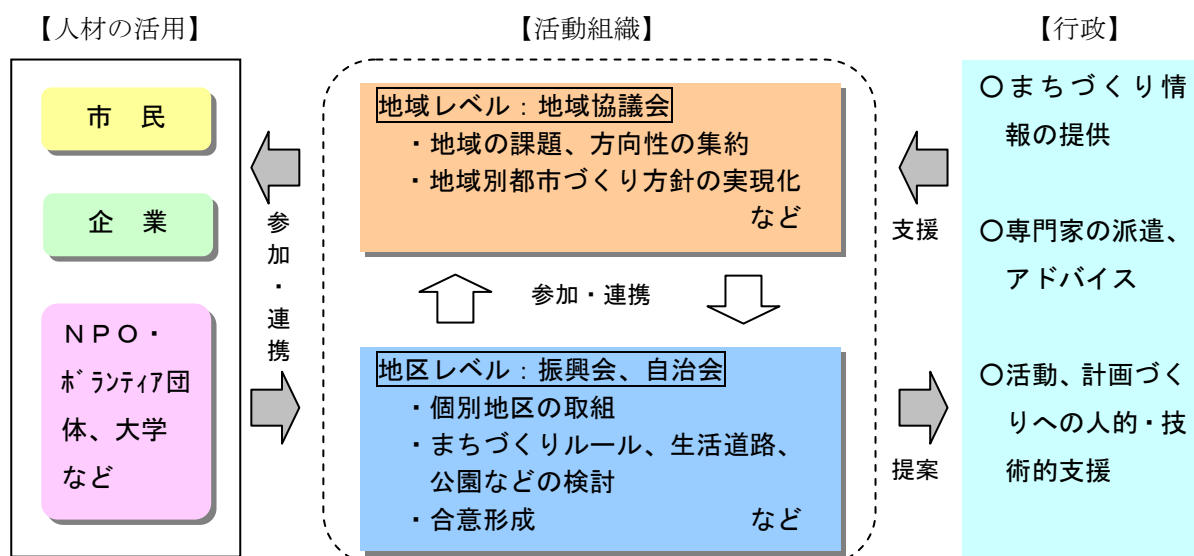 【人材の活用】
市 民
企 業
ＮＰＯ・
ﾎﾞﾗﾝﾃｨｱ団
体、大学
など
参加・連携
【活動組織】
地域レベル：地域協議会
・地域の課題、方向性の集約
・地域別都市づくり方針の実現化
など
参加・連携
地区レベル：振興会、自治会
・個別地区の取組
・まちづくりルール、生活道路、
公園などの検討
・合意形成 など
支援
提案
【行政】
〇まちづくり情
報の提供
〇専門家の派遣、
アドバイス
〇活動、計画づく
りへの人的・技
術的支援